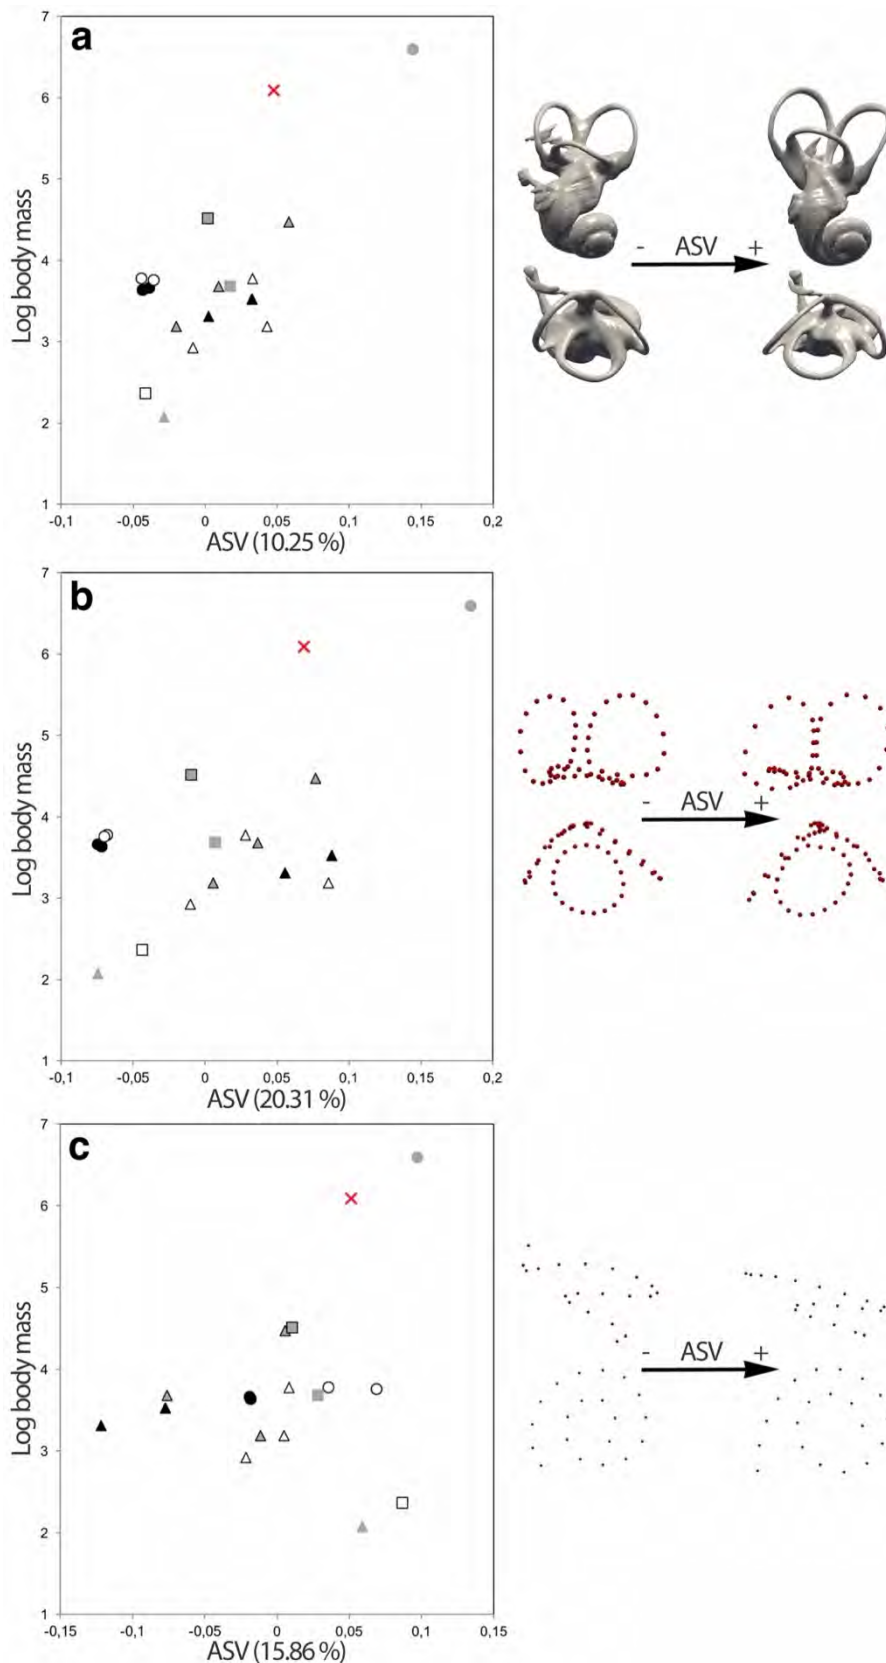 a
7
6
5
4
3
2
1
Log body mass
-0,1 -0,05 0 0,05 0,1 0,15 0,2
ASV (10.25 %)
- ASV +
b
7
6
5
4
3
2
1
Log body mass
-0,1 -0,05 0 0,05 0,1 0,15 0,2
ASV (20.31 %)
- ASV +
c
7
6
5
4
3
2
1
Log body mass
-0,15 -0,1 -0,05 0 0,05 0,1 0,15
ASV (15.86 %)
- ASV +